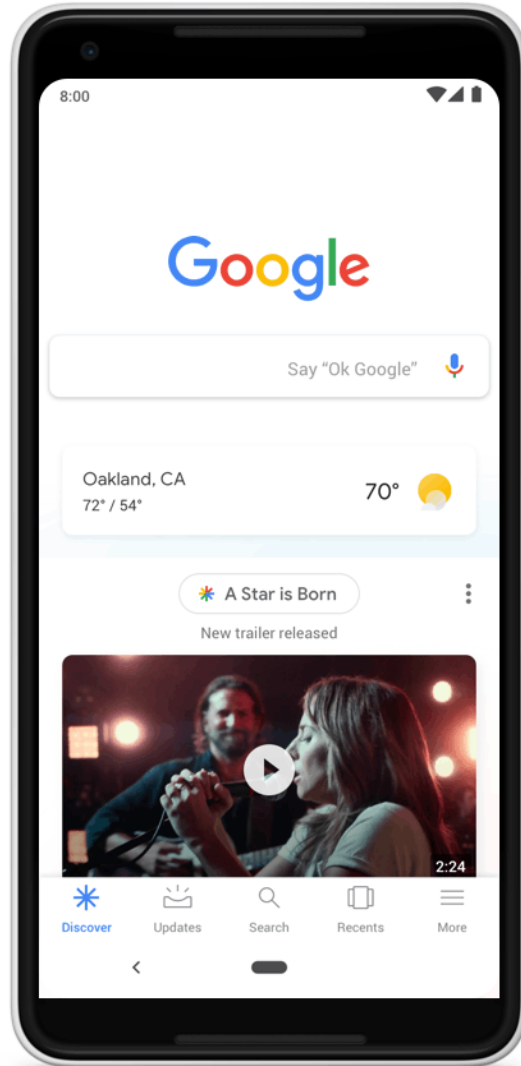 8:00
Google
Say “Ok Google”
Oakland, CA
72° / 54°
70°
A Star is Born
New trailer released
2:24
Discover
Updates
Search
Recents
More